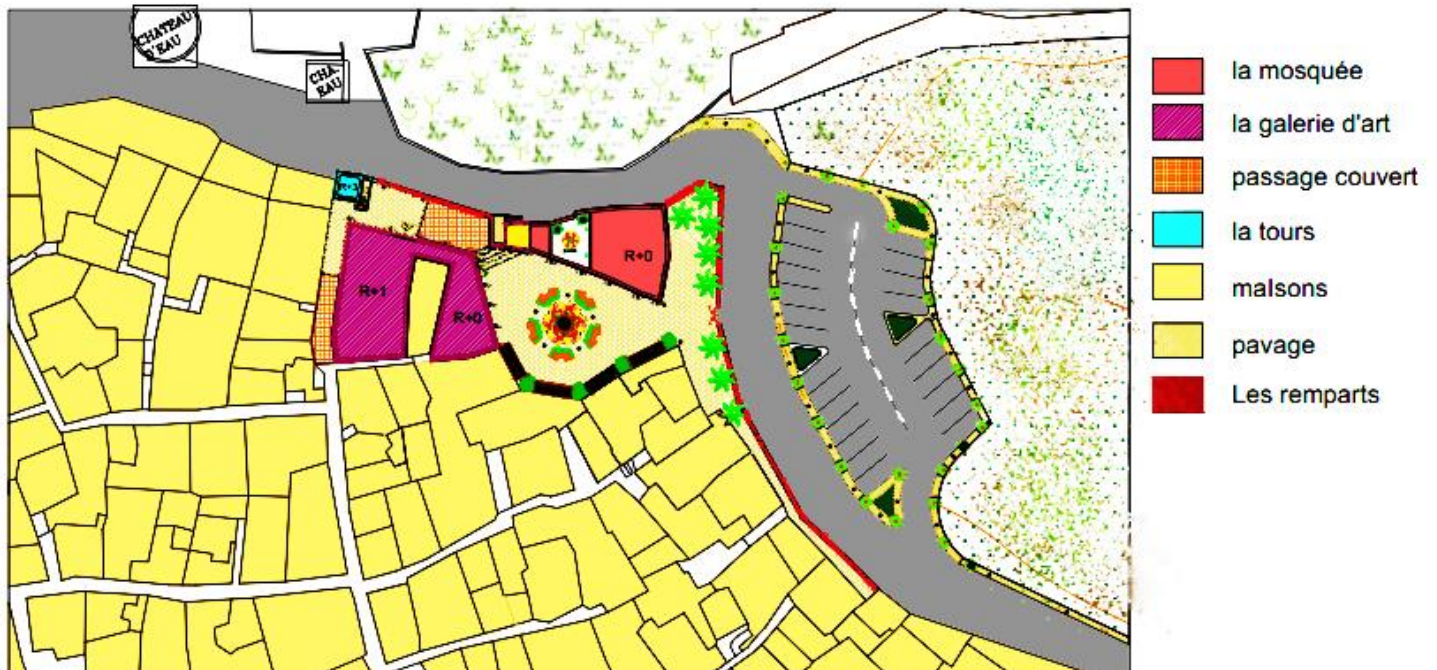 CHATEAU
D'EAU
CHA.
EAU
R+3
R+0
R+1
R+0
la mosquée
la galerie d'art
passage couvert
la tours
maIsons
pavage
Les remparts